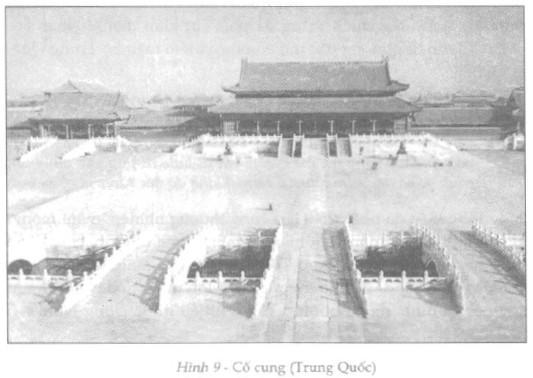 Hình 9 - Cố cung (Trung Quốc)